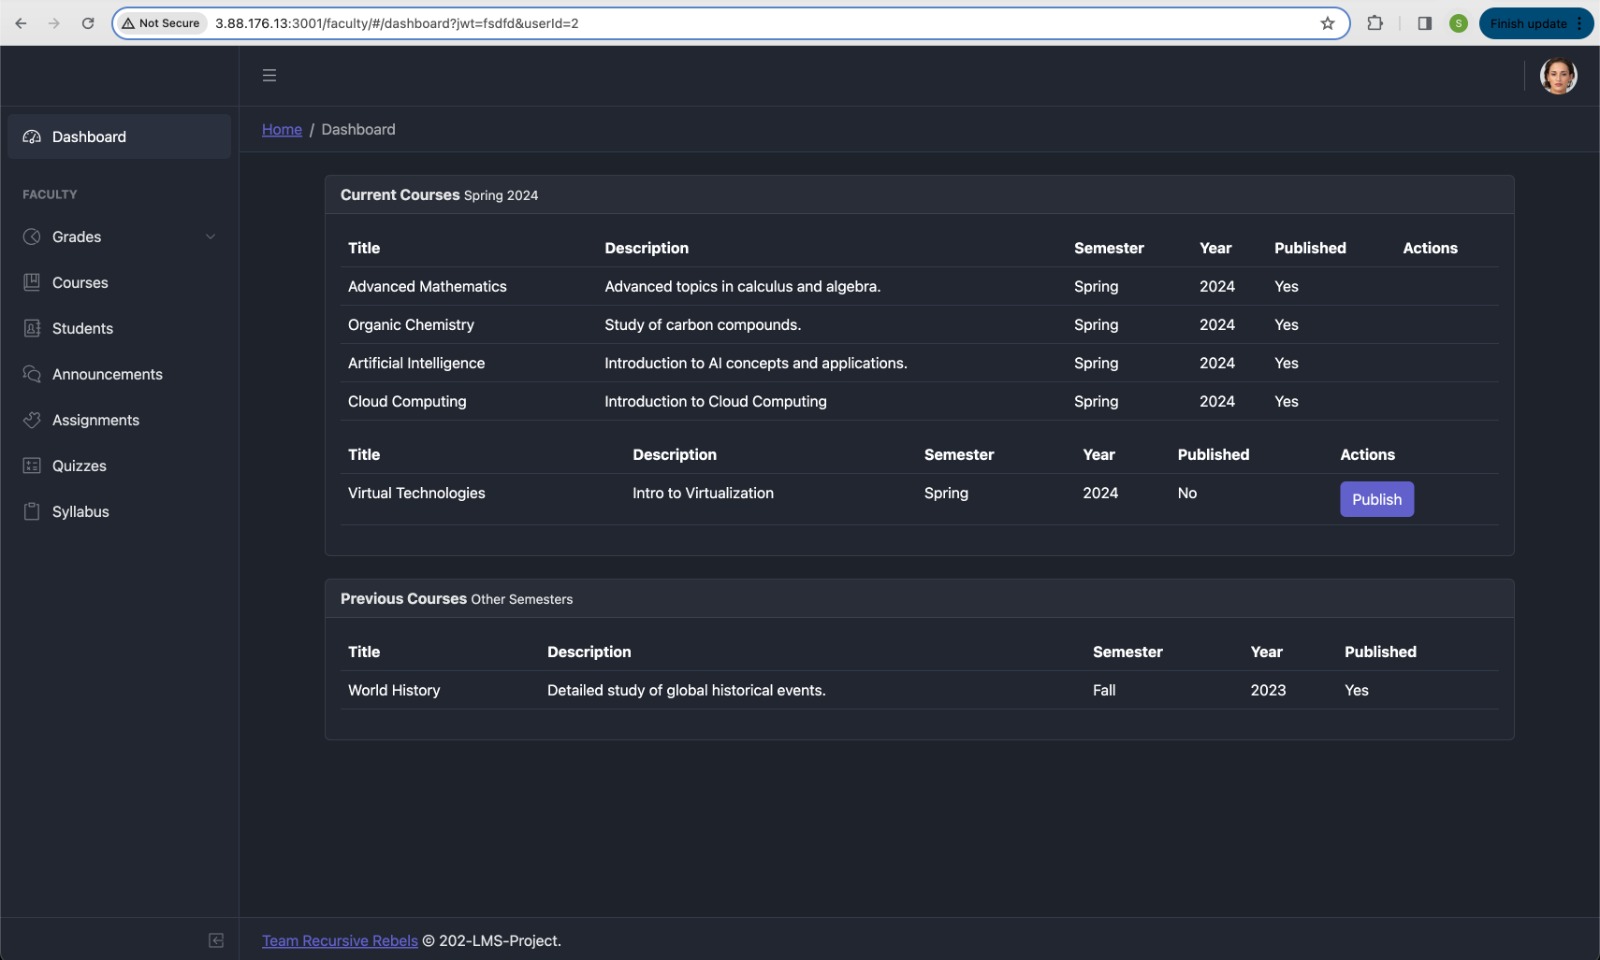 Not Secure 3.88.176.13:3001/faculty/#/dashboard?jwt=fsdfd&userId=2 S Finish update
Dashboard
FACULTY
Grades
Courses
Students
Announcements
Assignments
Quizzes
Syllabus
Home / Dashboard
Current Courses Spring 2024
Title Description Semester Year Published Actions
Advanced Mathematics Advanced topics in calculus and algebra. Spring 2024 Yes
Organic Chemistry Study of carbon compounds. Spring 2024 Yes
Artificial Intelligence Introduction to AI concepts and applications. Spring 2024 Yes
Cloud Computing Introduction to Cloud Computing Spring 2024 Yes
Title Description Semester Year Published Actions
Virtual Technologies Intro to Virtualization Spring 2024 No Publish
Previous Courses Other Semesters
Title Description Semester Year Published
World History Detailed study of global historical events. Fall 2023 Yes
Team Recursive Rebels © 202-LMS-Project.